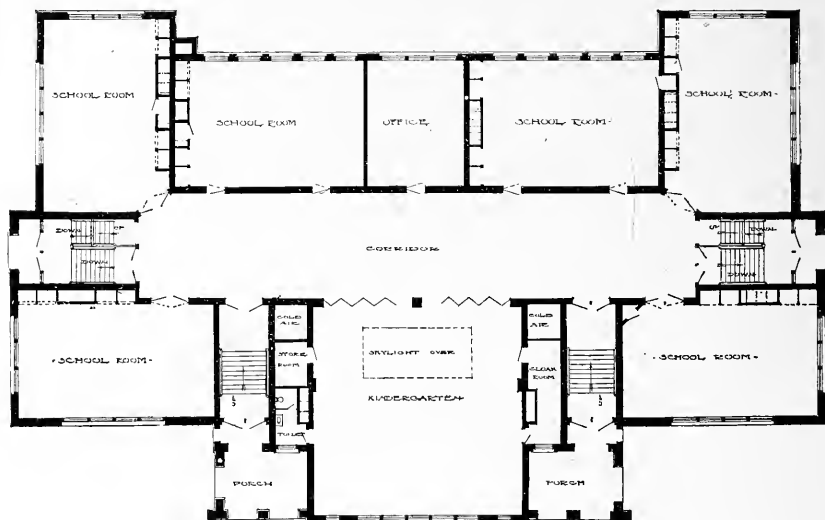 SCHOOL ROOM
SCHOOL ROOM
OFFICE
SCHOOL ROOM
SCHOOL ROOM
DOWN
UP
DOWN
CORRIDOR
UP
DOWN
DOWN
SCHOOL ROOM
COLD
AIR
STORE
ROOM
TOILET
SKYLIGHT OVER
KINDERGARTEN
COLD
AIR
CLOAK
ROOM
SCHOOL ROOM
PORCH
PORCH